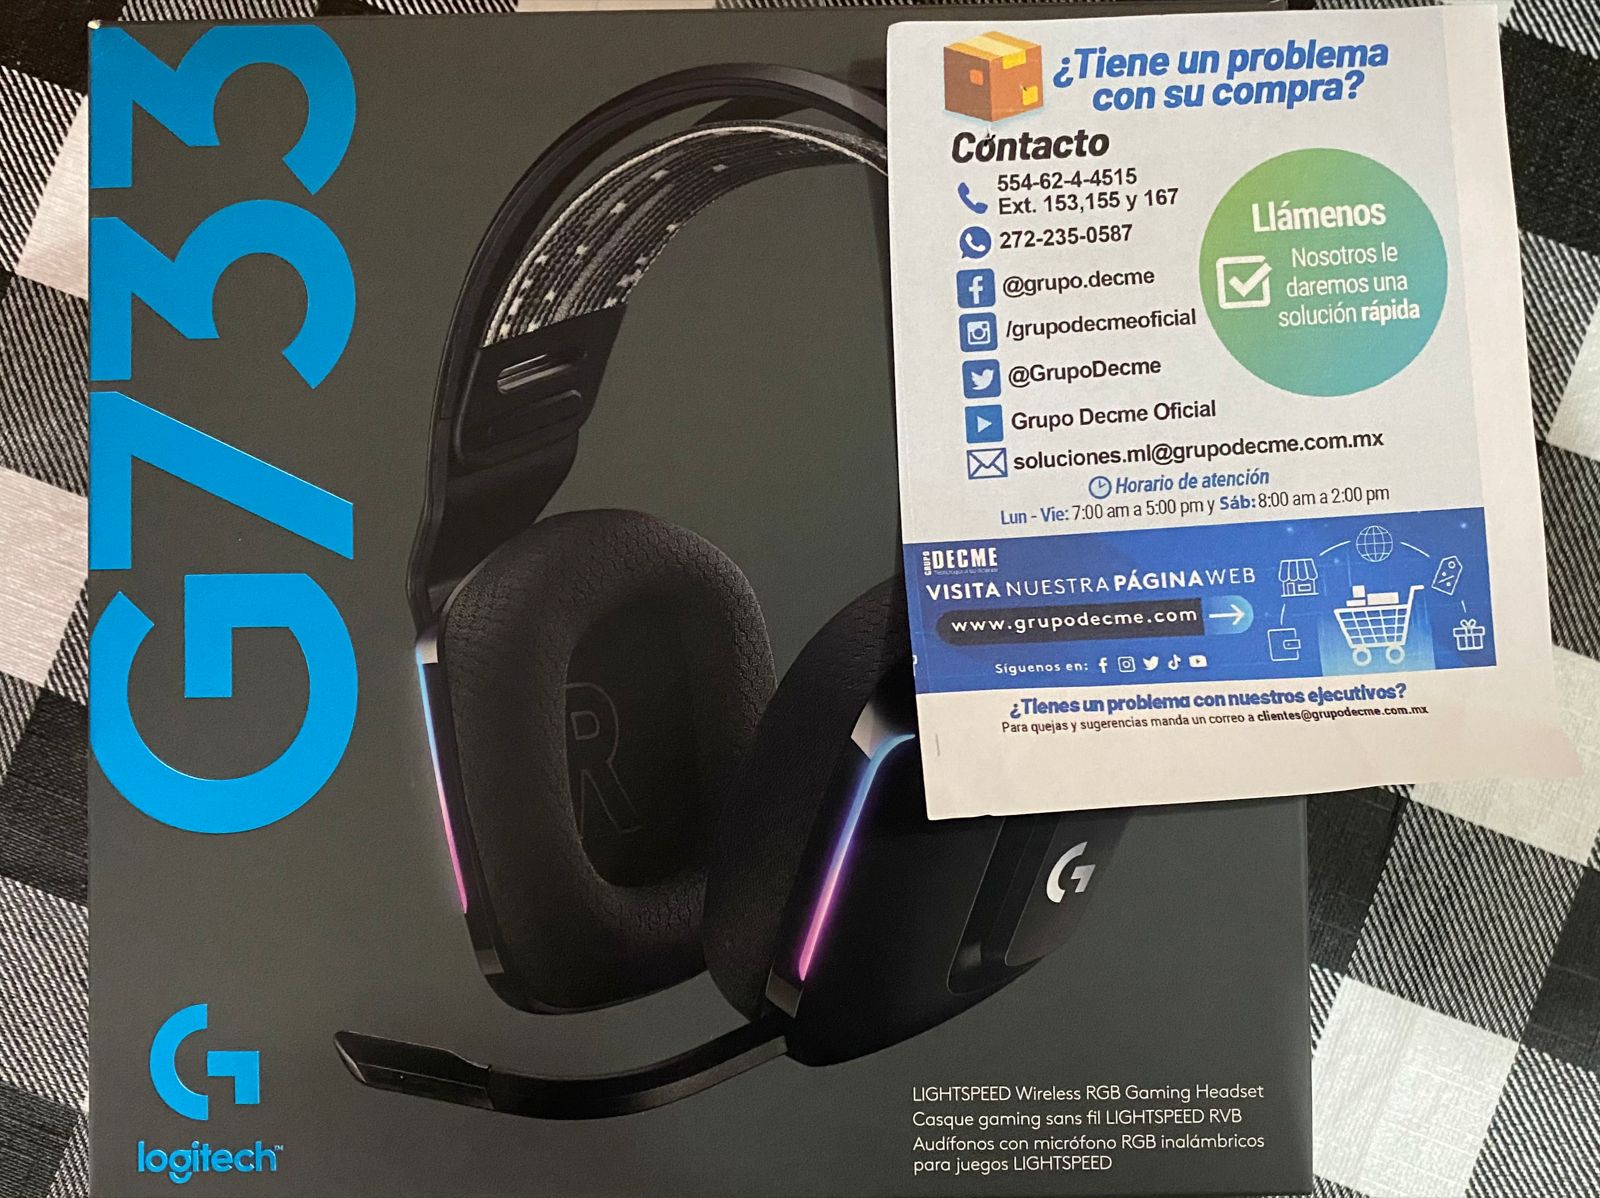 G733
logitech
LIGHTSPEED Wireless RGB Gaming Headset
Casque gaming sans fil LIGHTSPEED RVB
Audífonos con micrófono RGB inalámbricos
para juegos LIGHTSPEED
R
¿Tiene un problema
con su compra?
Contacto
554-62-4-4515
Ext. 153,155 y 167
272-235-0587
@grupo.decme
/grupodecmeoficial
@GrupoDecme
Grupo Decme Oficial
soluciones.ml@grupodecme.com.mx
Llámenos
Nosotros le
daremos una
solución rápida
Horario de atención
Lun - Vie: 7:00 am a 5:00 pm y Sáb: 8:00 am a 2:00 pm
GRUPO DECME
VISITA NUESTRA PÁGINA WEB
www.grupodecme.com
Síguenos en:
¿Tienes un problema con nuestros ejecutivos?
Para quejas y sugerencias manda un correo a clientes@grupodecme.com.mx